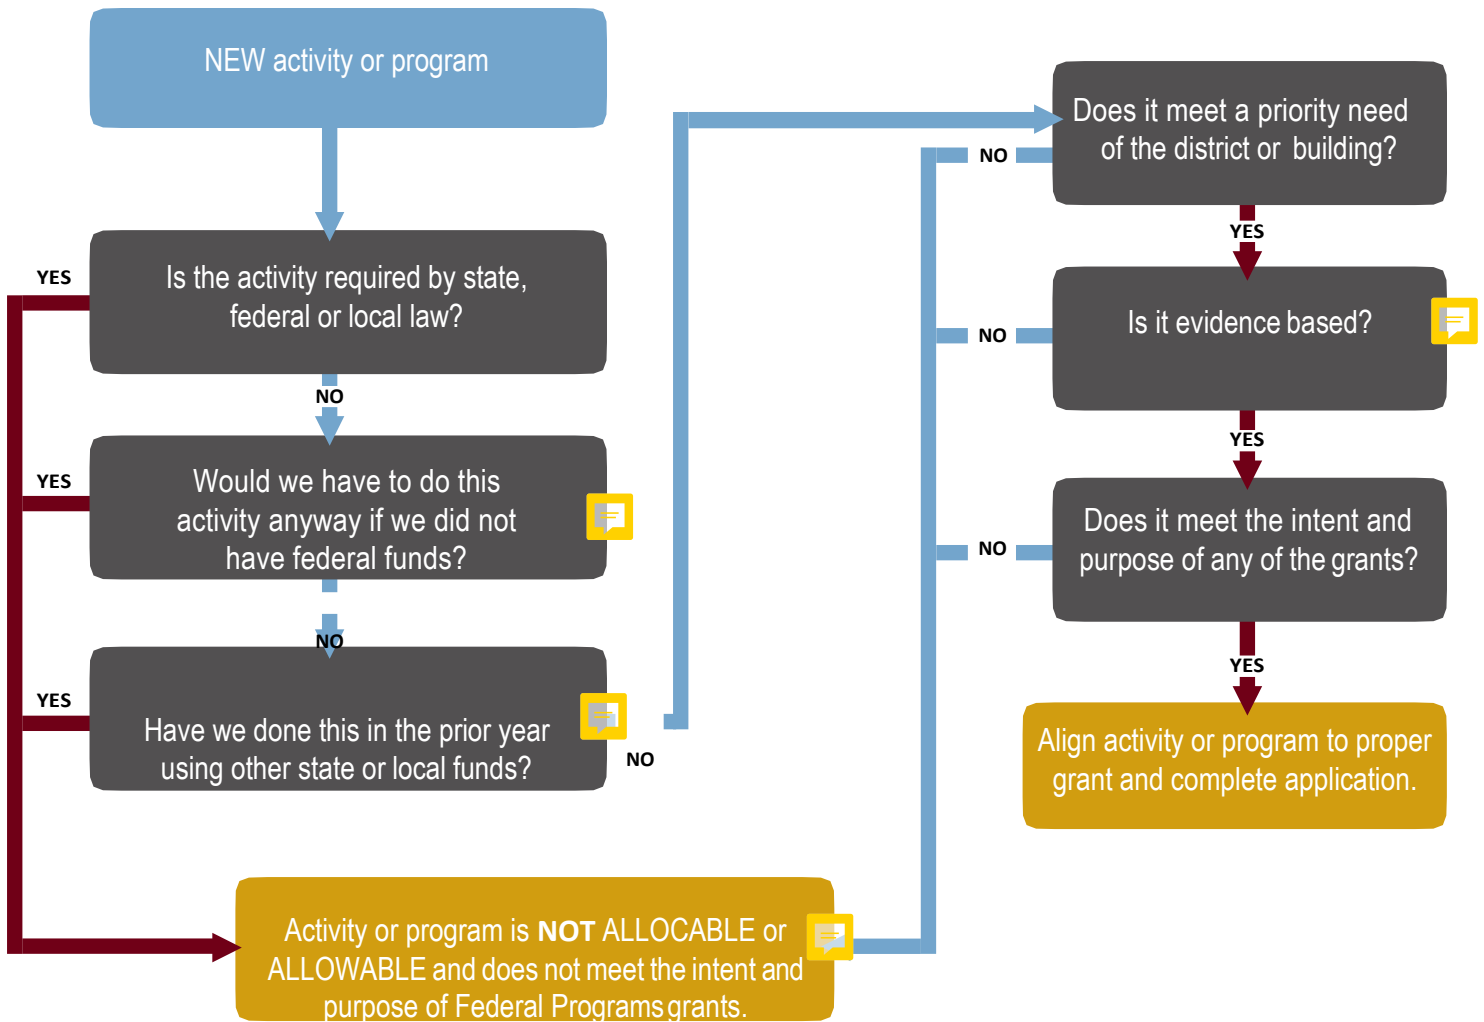 NEW activity or program
YES
Is the activity required by state,
federal or local law?
NO
YES
Would we have to do this
activity anyway if we did not
have federal funds?
NO
YES
Have we done this in the prior year
using other state or local funds?
NO
Does it meet a priority need
of the district or building?
NO
YES
Is it evidence based?
NO
YES
Does it meet the intent and
purpose of any of the grants?
NO
YES
Align activity or program to proper
grant and complete application.
Activity or program is NOT ALLOCABLE or
ALLOWABLE and does not meet the intent and
purpose of Federal Programs grants.